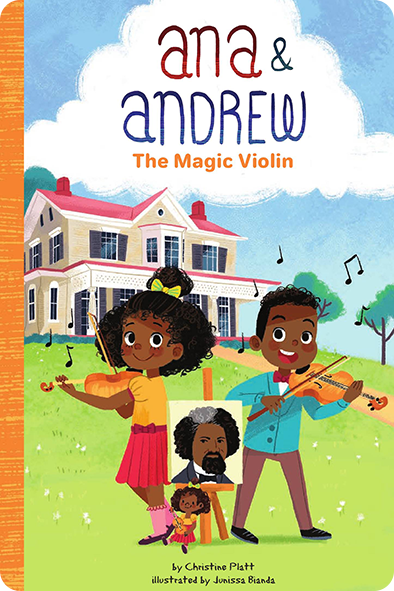 ana &
ANDREW
The Magic Violin
by Christine Platt
illustrated by Junissa Bianda